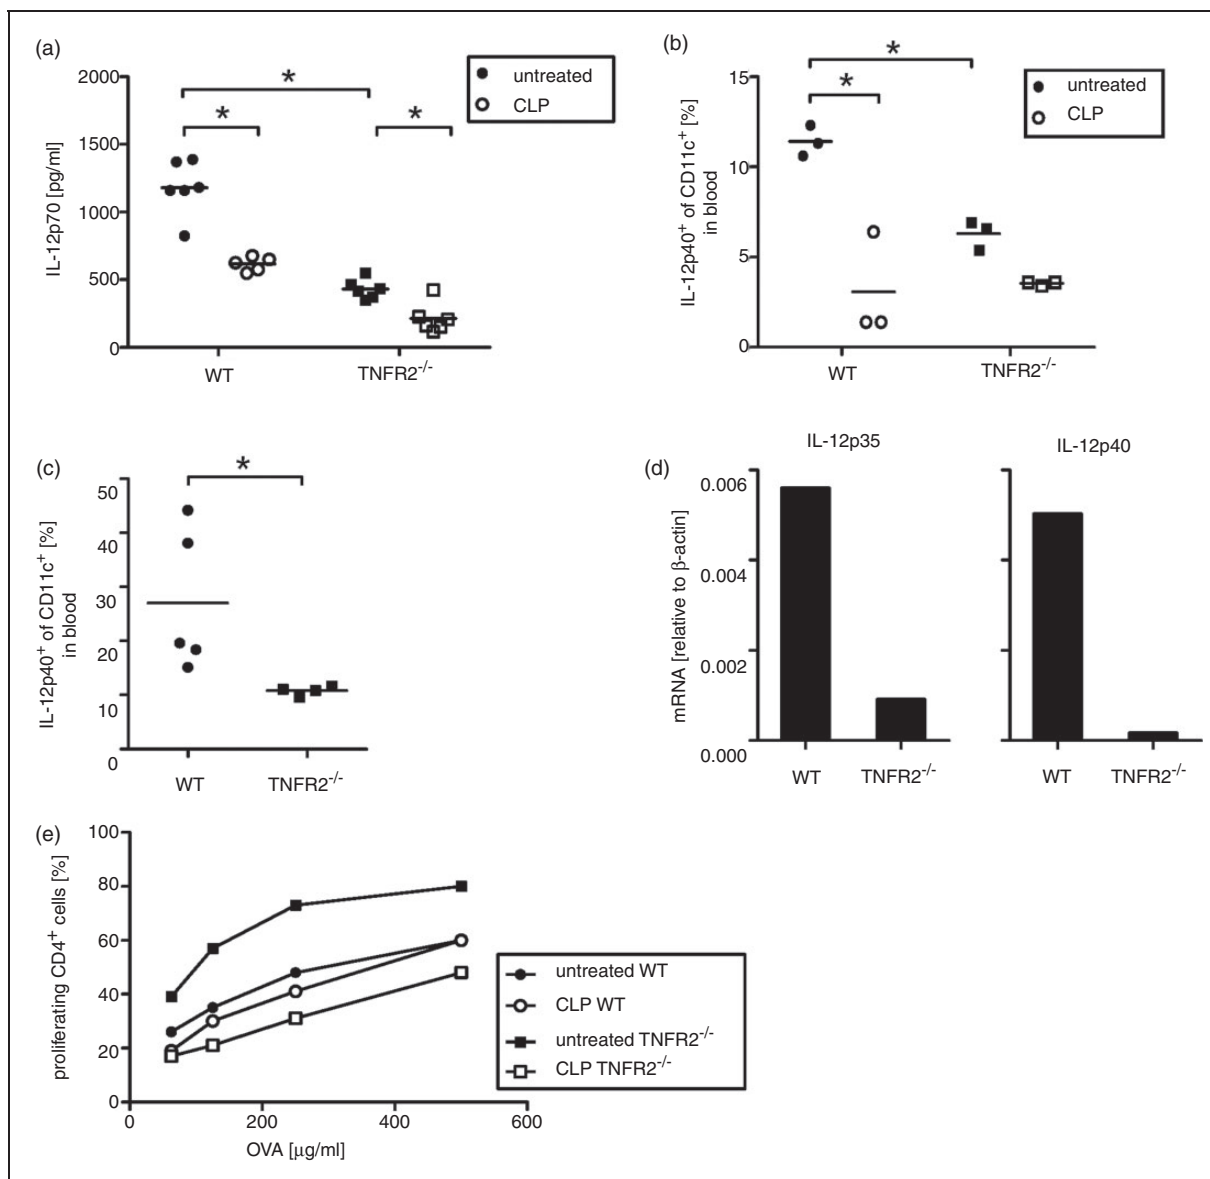 (a)
2000
1500
1000
500
0
IL-12p70 [pg/ml]
*
*
*
untreated
CLP
WT
TNFR2-/-
(b)
15
10
5
0
IL-12p40+ of CD11c+ [%]
in blood
*
*
untreated
CLP
WT
TNFR2-/-
(c)
50
40
30
20
10
0
IL-12p40+ of CD11c+ [%]
in blood
*
WT
TNFR2-/-
(d)
IL-12p35
IL-12p40
0.006
0.004
0.002
0.000
mRNA [relative to β-actin]
WT
TNFR2-/-
WT
TNFR2-/-
(e)
100
80
60
40
20
0
proliferating CD4+ cells [%]
0
200
400
600
OVA [μg/ml]
untreated WT
CLP WT
untreated TNFR2-/-
CLP TNFR2-/-